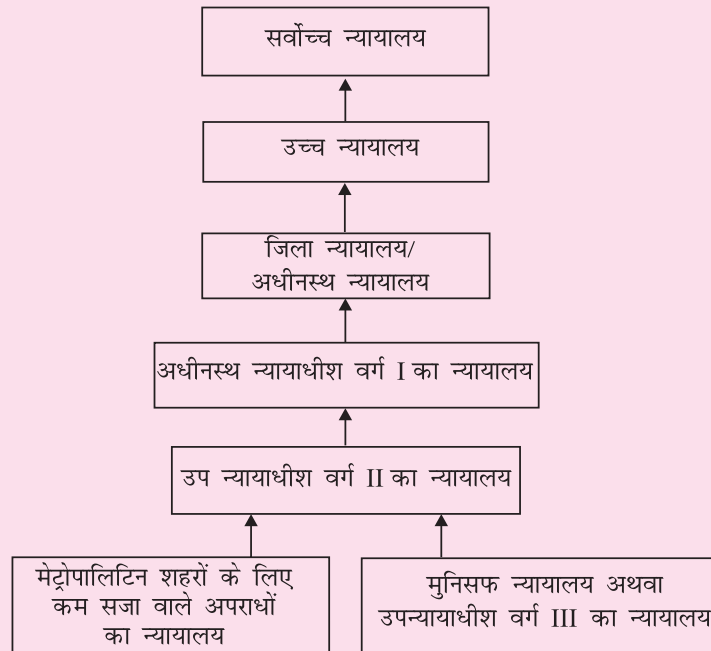 सर्वोच्च न्यायालय
उच्च न्यायालय
जिला न्यायालय/
अधीनस्थ न्यायालय
अधीनस्थ न्यायाधीश वर्ग I का न्यायालय
उप न्यायाधीश वर्ग II का न्यायालय
मेट्रोपालिटिन शहरों के लिए
कम सजा वाले अपराधों
का न्यायालय
मुनिसफ न्यायालय अथवा
उपन्यायाधीश वर्ग III का न्यायालय